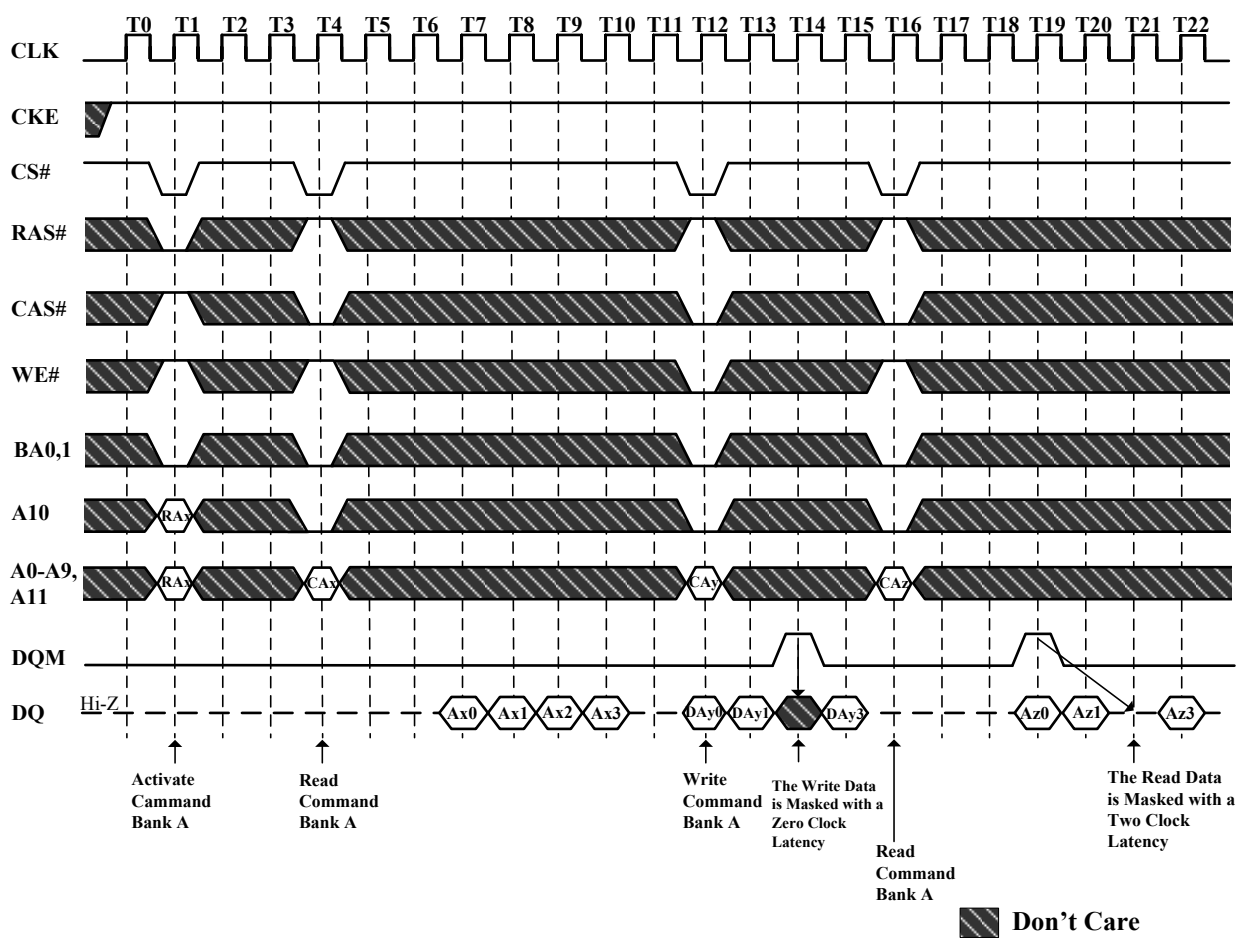 T0 T1 T2 T3 T4 T5 T6 T7 T8 T9 T10 T11 T12 T13 T14 T15 T16 T17 T18 T19 T20 T21 T22
CLK
CKE
CS#
RAS#
CAS#
WE#
BA0,1
A10
RAx
A0-A9,
A11
RAx CAx CAy CAz
DQM
DQ
Hi-Z
Ax0 Ax1 Ax2 Ax3 DAy0 DAy1 DAy3 Az0 Az1 Az3
Activate
Cammand
Bank A
Read
Command
Bank A
Write
Command
Bank A
The Write Data
is Masked with a
Zero Clock
Latency
Read
Command
Bank A
The Read Data
is Masked with a
Two Clock
Latency
Don't Care